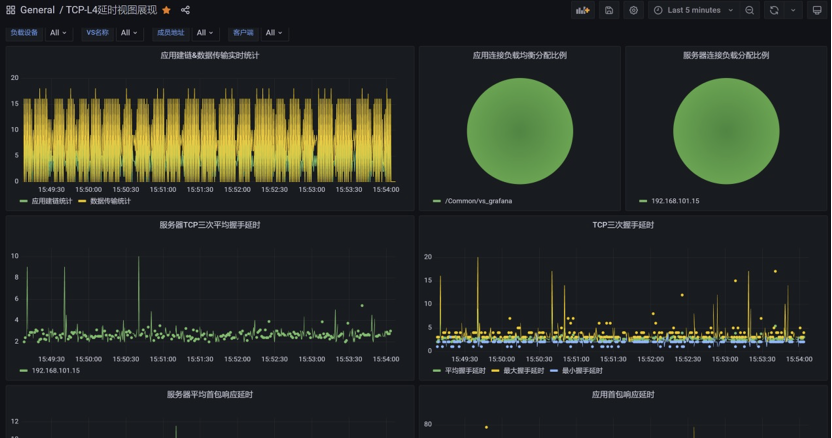 General / TCP-L4延时视图展现
Last 5 minutes
负载设备 All VS名称 All 成员地址 All 客户端 All
应用建链&数据传输实时统计
20
15
10
5
0
15:49:30 15:50:00 15:50:30 15:51:00 15:51:30 15:52:00 15:52:30 15:53:00 15:53:30 15:54:00
应用建链统计 数据传输统计
应用连接负载均衡分配比例
/Common/vs_grafana
服务器连接负载分配比例
192.168.101.15
服务器TCP三次平均握手延时
10
8
6
4
2
15:49:30 15:50:00 15:50:30 15:51:00 15:51:30 15:52:00 15:52:30 15:53:00 15:53:30 15:54:00
192.168.101.15
TCP三次握手延时
20
15
10
5
0
15:49:30 15:50:00 15:50:30 15:51:00 15:51:30 15:52:00 15:52:30 15:53:00 15:53:30 15:54:00
平均握手延时 最大握手延时 最小握手延时
服务器平均首包响应延时
12
应用首包响应延时
80